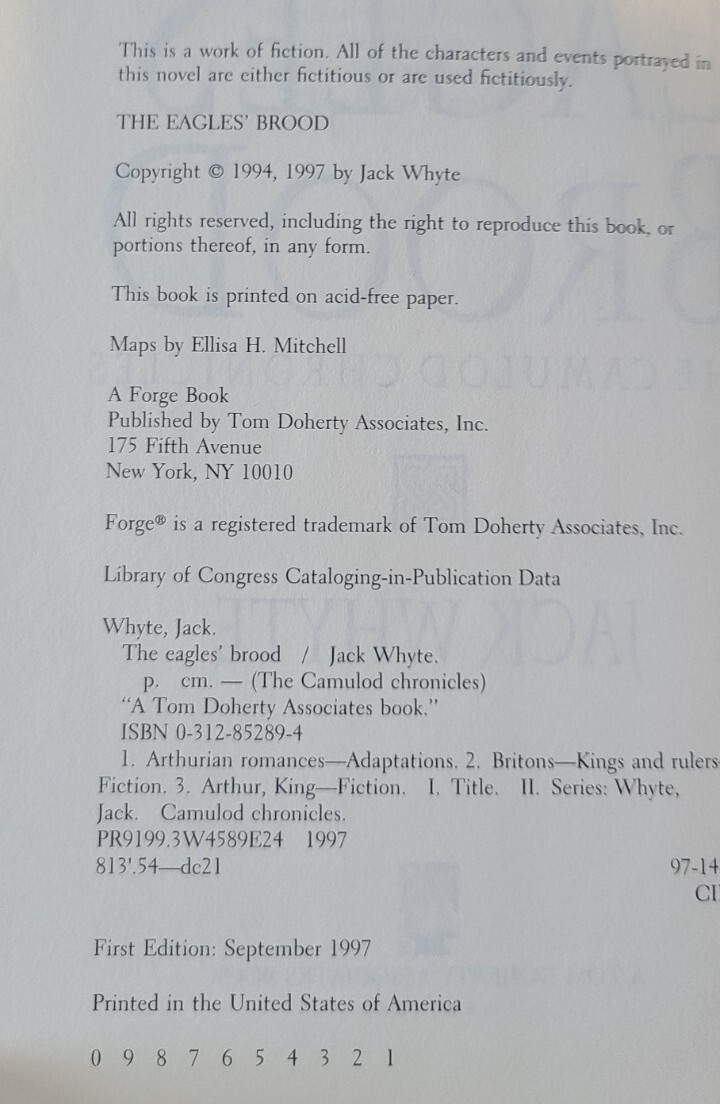 This is a work of fiction. All of the characters and events portrayed in
this novel are either fictitious or are used fictitiously.
THE EAGLES' BROOD
Copyright © 1994, 1997 by Jack Whyte
All rights reserved, including the right to reproduce this book, or
portions thereof, in any form.
This book is printed on acid-free paper.
Maps by Ellisa H. Mitchell
A Forge Book
Published by Tom Doherty Associates, Inc.
175 Fifth Avenue
New York, NY 10010
Forge® is a registered trademark of Tom Doherty Associates, Inc.
Library of Congress Cataloging-in-Publication Data
Whyte, Jack.
The eagles' brood / Jack Whyte.
p. cm. — (The Camulod chronicles)
"A Tom Doherty Associates book."
ISBN 0-312-85289-4
1. Arthurian romances—Adaptations. 2. Britons—Kings and rulers-
Fiction. 3. Arthur, King—Fiction. I. Title. II. Series: Whyte,
Jack. Camulod chronicles.
PR9199.3W4589E24 1997
813'.54—dc21 97-14
CI
First Edition: September 1997
Printed in the United States of America
0 9 8 7 6 5 4 3 2 1